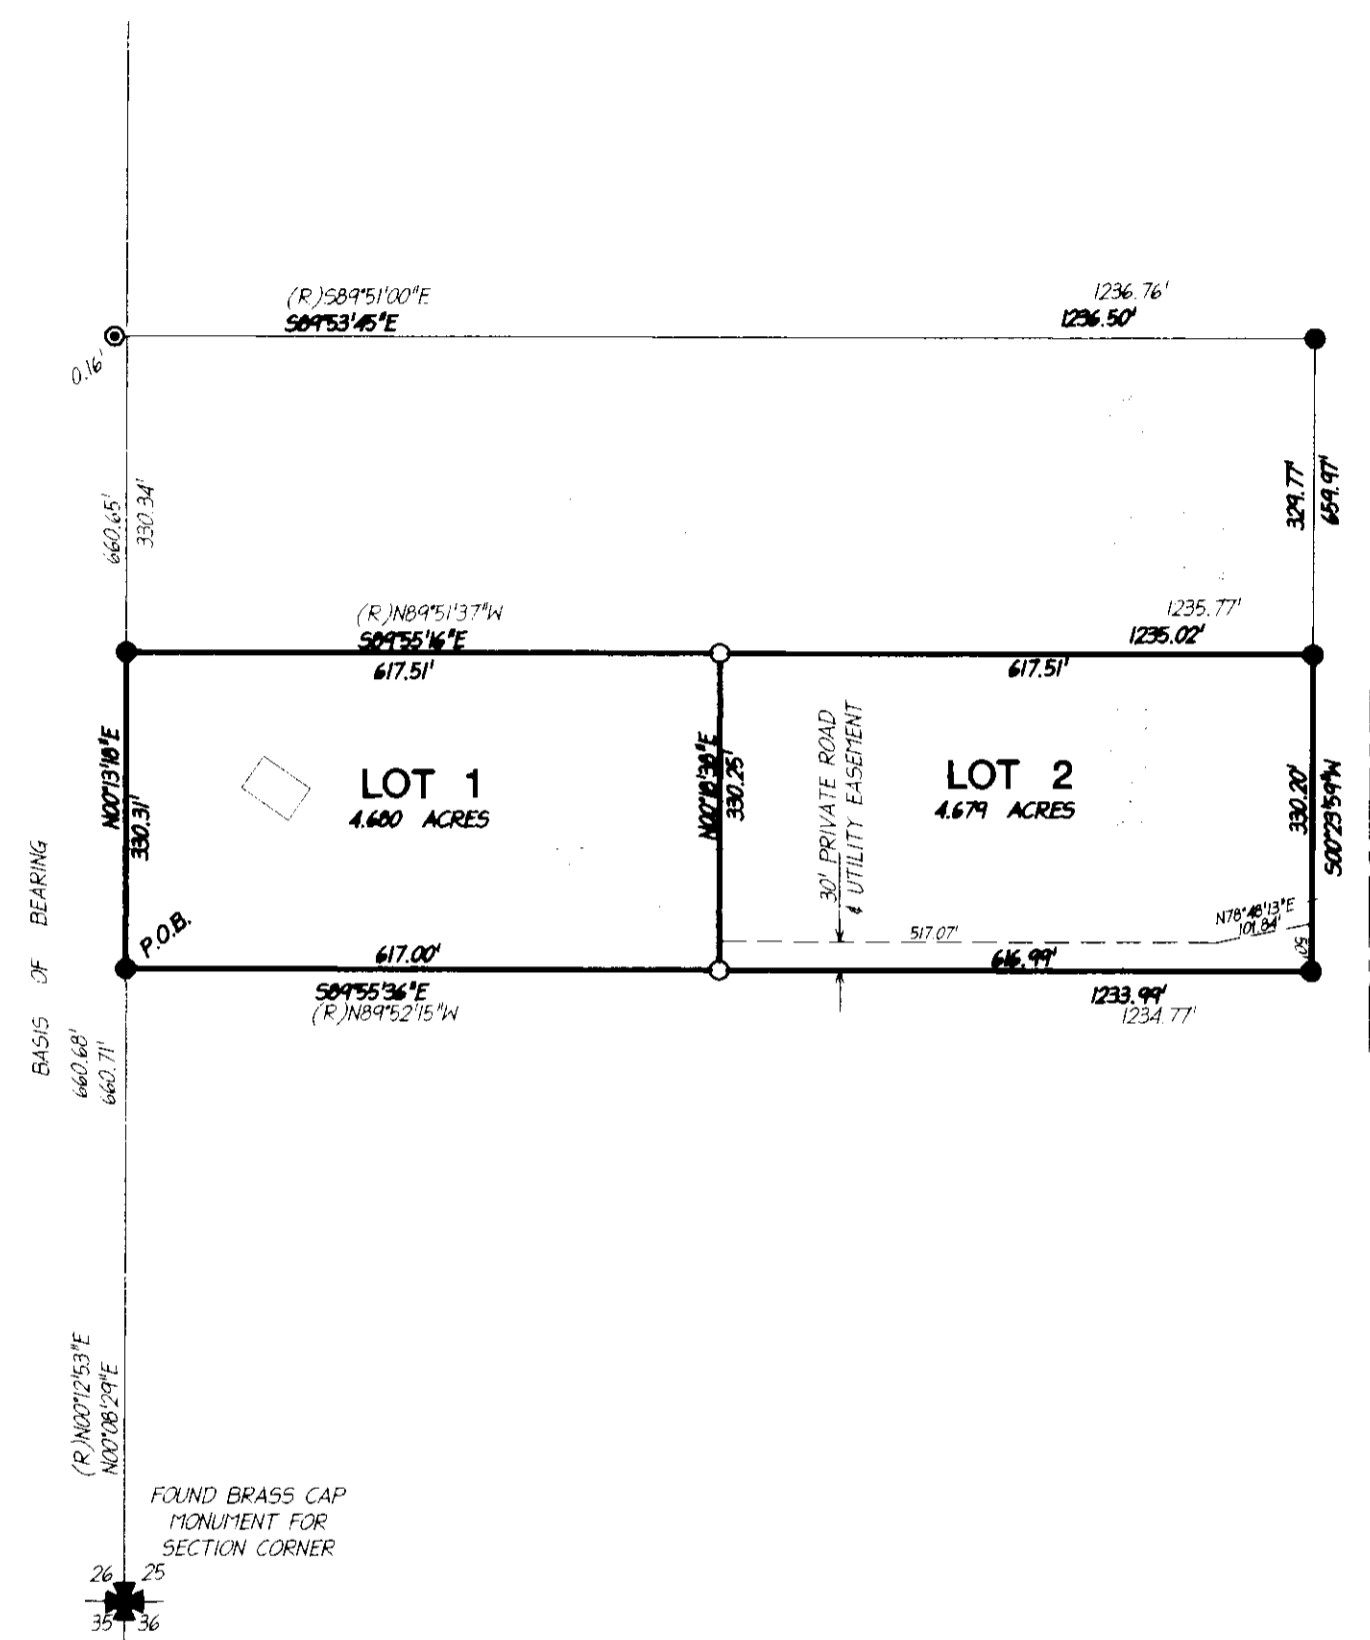 (R)S89°51'00"E
S89°53'45"E
1236.76'
1236.50'
0.16'
660.65'
330.34'
329.77'
659.97'
(R)N89°51'37"W
S89°55'16"E
617.51'
1235.77'
1235.02'
617.51'
N00°13'18"E
330.31'
LOT 1
4.680 ACRES
N00°18'38"E
330.25'
30' PRIVATE ROAD
& UTILITY EASEMENT
LOT 2
4.679 ACRES
330.20'
S00°23'59"W
P.O.B.
517.07'
N78°48'13"E
101.84'
50'
617.00'
S89°55'36"E
(R)N89°52'15"W
616.99'
1233.99'
1234.77'
BASIS OF BEARING
660.68'
660.71'
(R)N00°12'53"E
N00°08'29"E
FOUND BRASS CAP
MONUMENT FOR
SECTION CORNER
26 25
35 36